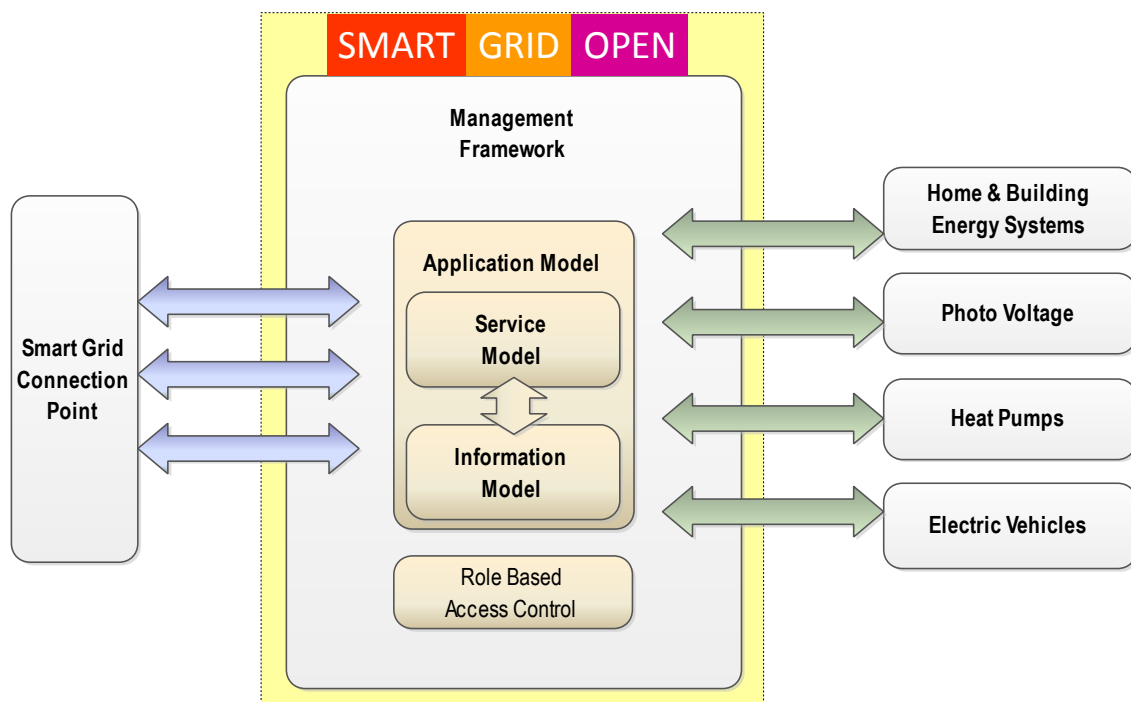 SMART GRID OPEN
Management
Framework
Smart Grid
Connection
Point
Application Model
Service
Model
Information
Model
Role Based
Access Control
Home & Building
Energy Systems
Photo Voltage
Heat Pumps
Electric Vehicles